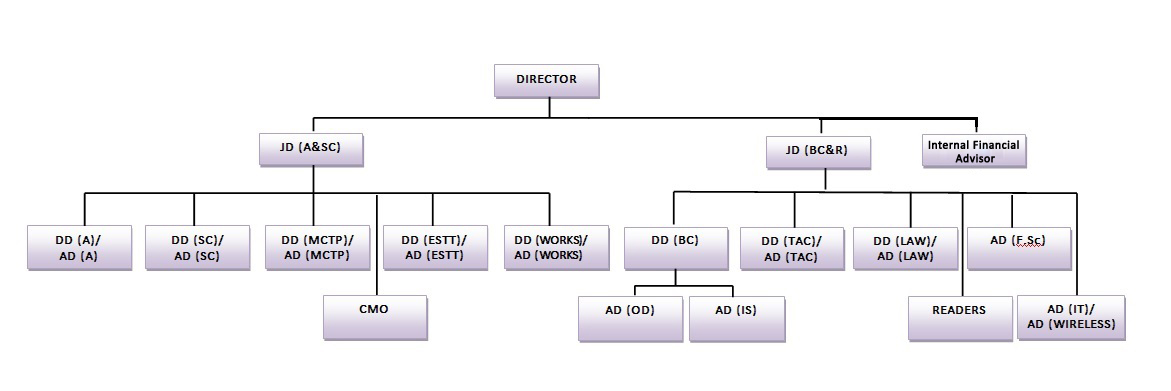 DIRECTOR
JD (A&SC)
JD (BC&R)
Internal Financial
Advisor
DD (A)/
AD (A)
DD (SC)/
AD (SC)
DD (MCTP)/
AD (MCTP)
DD (ESTT)/
AD (ESTT)
DD (WORKS)/
AD (WORKS)
DD (BC)
DD (TAC)/
AD (TAC)
DD (LAW)/
AD (LAW)
AD (F.Sc)
CMO
AD (OD)
AD (IS)
READERS
AD (IT)/
AD (WIRELESS)